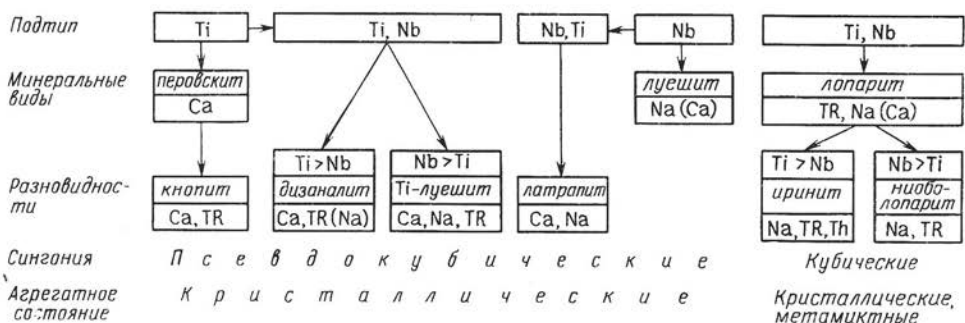 Подтип Ti Ti, Nb Nb, Ti Nb Ti, Nb
Минеральные виды
перовскит
Ca
луешит
Na (Ca)
лопарит
TR, Na (Ca)
Разновиднос-
ти
кнопит
Ca, TR
Ti > Nb
дизаналит
Ca, TR (Na)
Nb > Ti
Ti-луешит
Ca, Na, TR
латрапит
Ca, Na
Ti > Nb
иринит
Na, TR, Th
Nb > Ti
ниобо-
лопарит
Na, TR
Сингония Псевдокубические Кубические
Агрегатное
состояние
Кристаллические
Кристаллические,
метамиктные